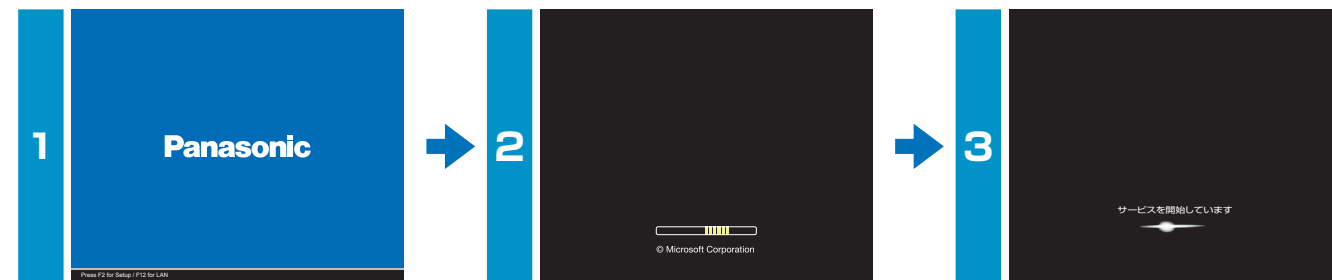 1
Panasonic
Press F2 for Setup / F12 for LAN
2
© Microsoft Corporation
3
サービスを開始しています